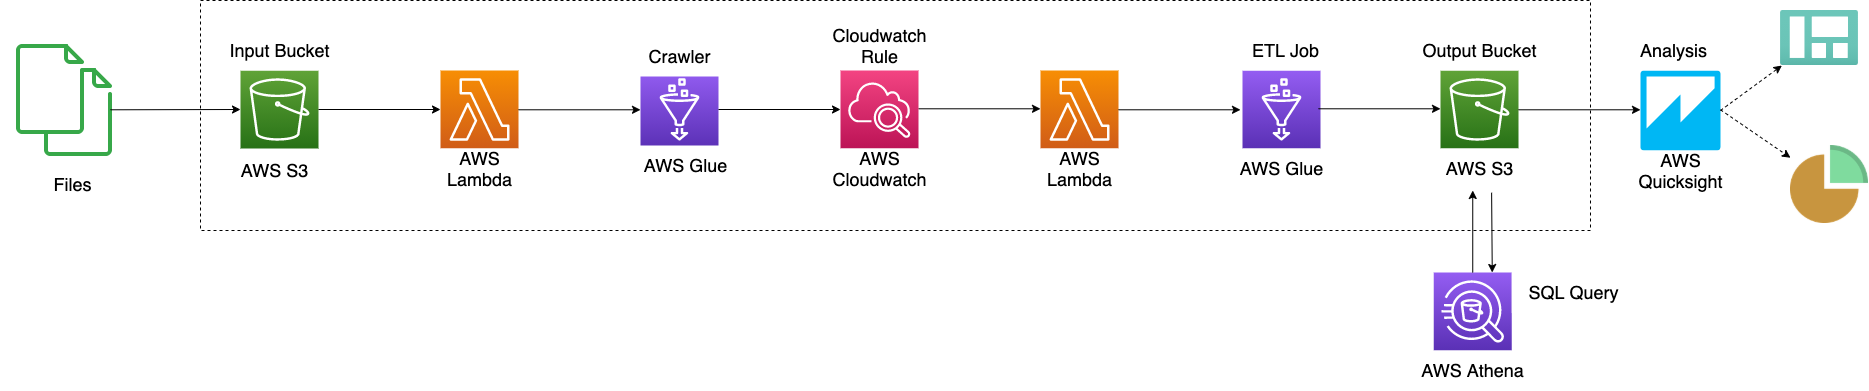 Files
Input Bucket
AWS S3
AWS
Lambda
Crawler
AWS Glue
Cloudwatch
Rule
AWS
Cloudwatch
AWS
Lambda
ETL Job
AWS Glue
Output Bucket
AWS S3
SQL Query
AWS Athena
Analysis
AWS
Quicksight